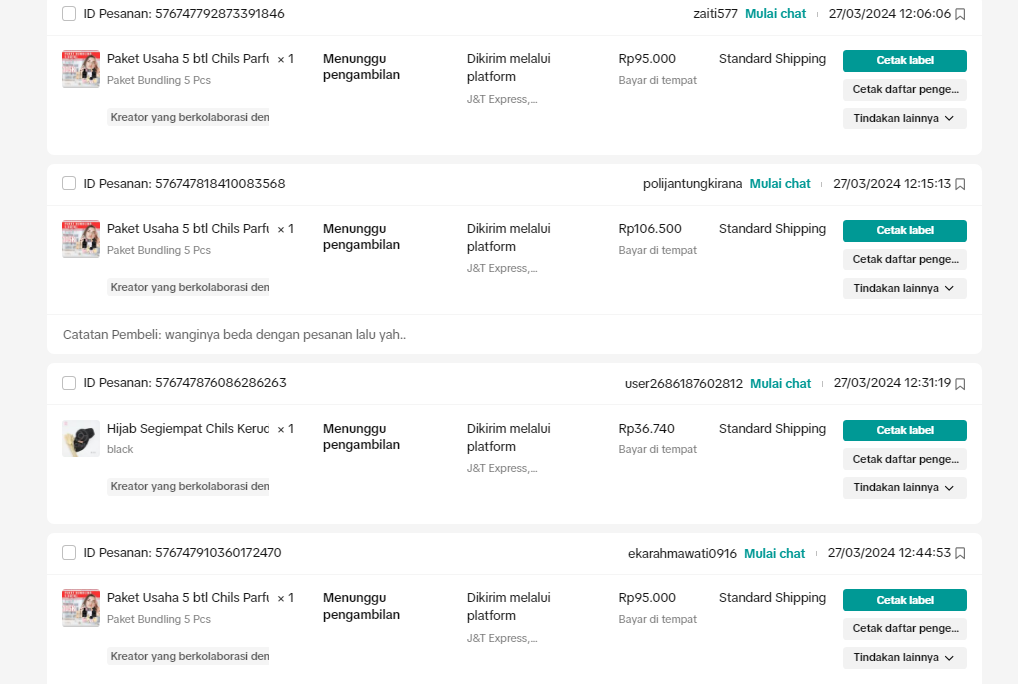 ID Pesanan: 576747792873391846 zaiti577 Mulai chat 27/03/2024 12:06:06
Paket Usaha 5 btl Chils Parfu × 1 Menunggu pengambilan Dikirim melalui platform Rp95.000 Standard Shipping Cetak label
Paket Bundling 5 Pcs J&T Express,... Bayar di tempat Cetak daftar penge...
Kreator yang berkolaborasi den Tindakan lainnya
ID Pesanan: 576747818410083568 polijantungkirana Mulai chat 27/03/2024 12:15:13
Paket Usaha 5 btl Chils Parfu × 1 Menunggu pengambilan Dikirim melalui platform Rp106.500 Standard Shipping Cetak label
Paket Bundling 5 Pcs J&T Express,... Bayar di tempat Cetak daftar penge...
Kreator yang berkolaborasi den Tindakan lainnya
Catatan Pembeli: wanginya beda dengan pesanan lalu yah..
ID Pesanan: 576747876086286263 user2686187602812 Mulai chat 27/03/2024 12:31:19
Hijab Segiempat Chils Kerud × 1 Menunggu pengambilan Dikirim melalui platform Rp36.740 Standard Shipping Cetak label
black J&T Express,... Bayar di tempat Cetak daftar penge...
Kreator yang berkolaborasi den Tindakan lainnya
ID Pesanan: 576747910360172470 ekarahmawati0916 Mulai chat 27/03/2024 12:44:53
Paket Usaha 5 btl Chils Parfu × 1 Menunggu pengambilan Dikirim melalui platform Rp95.000 Standard Shipping Cetak label
Paket Bundling 5 Pcs J&T Express,... Bayar di tempat Cetak daftar penge...
Kreator yang berkolaborasi den Tindakan lainnya